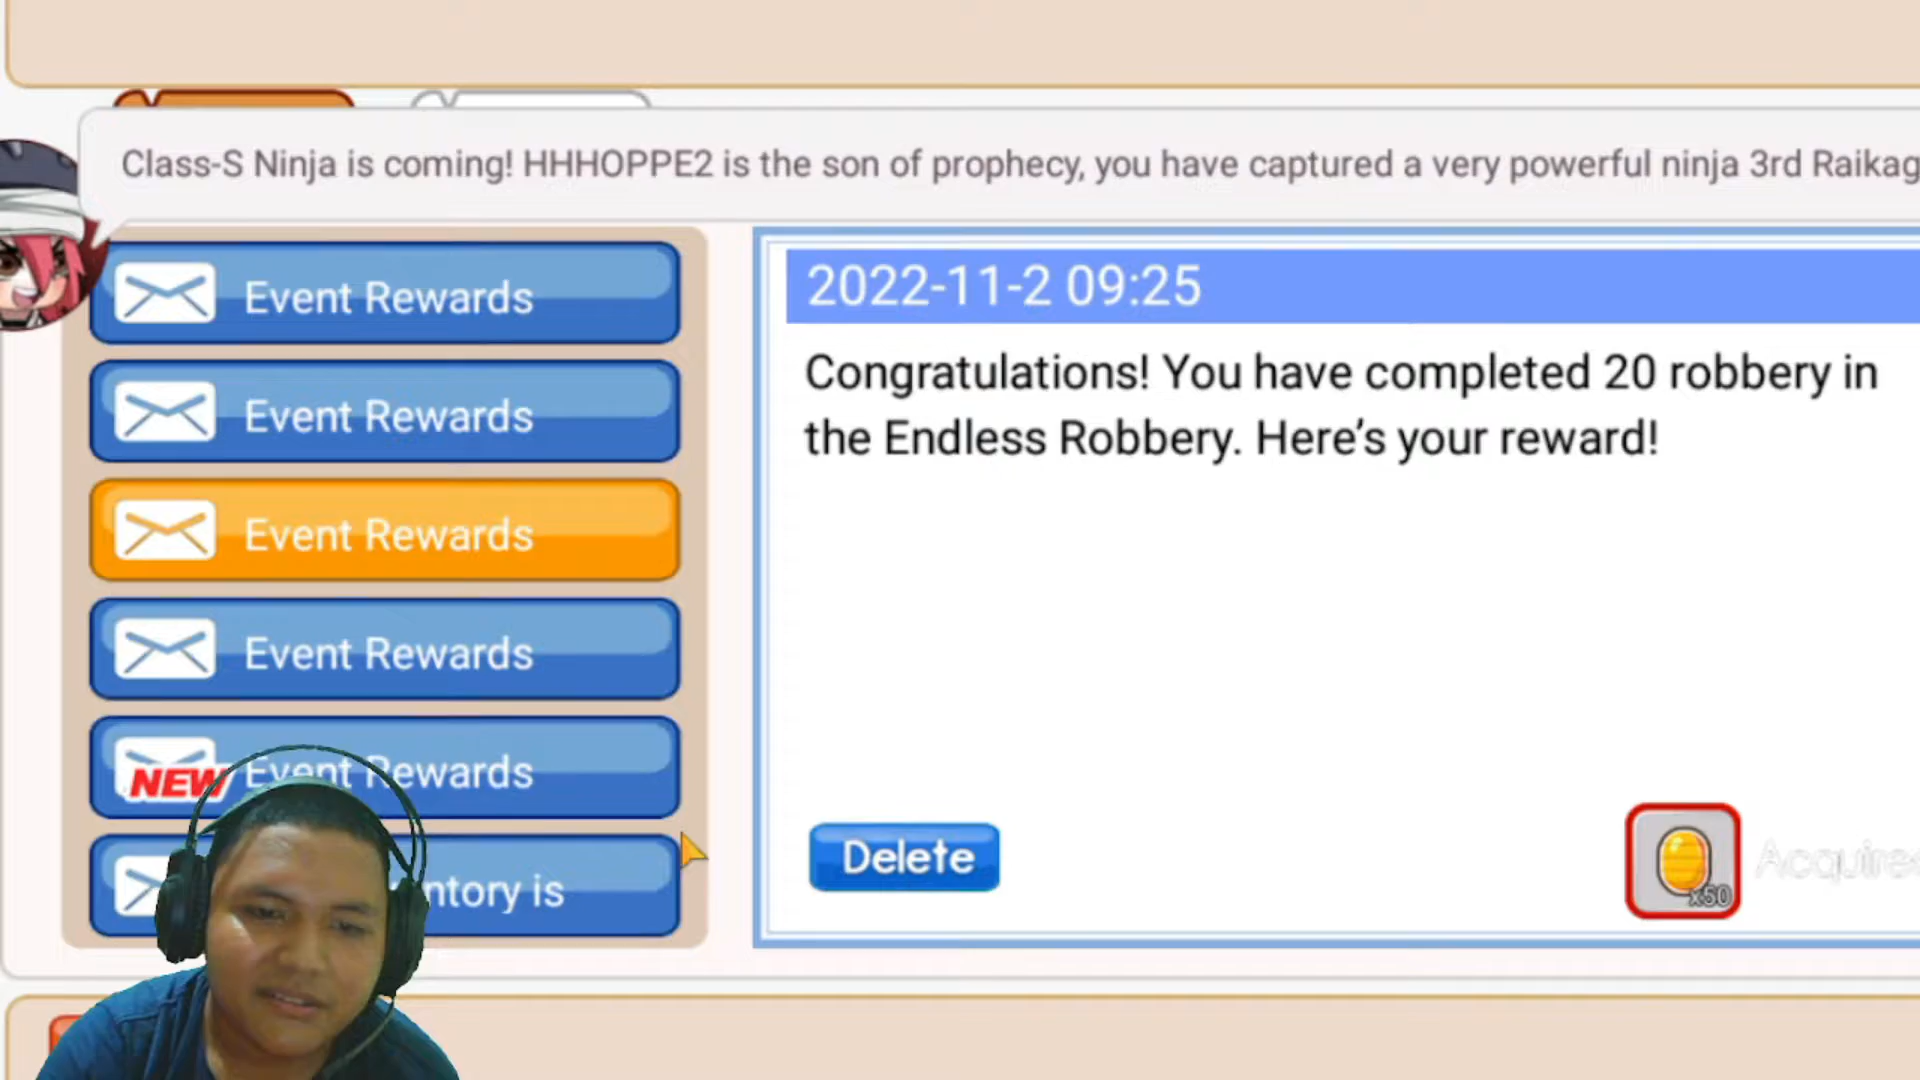 Class-S Ninja is coming! HHHOPPE2 is the son of prophecy, you have captured a very powerful ninja 3rd Raikag
Event Rewards
Event Rewards
Event Rewards
Event Rewards
NEW Event Rewards
ntory is
2022-11-2 09:25
Congratulations! You have completed 20 robbery in
the Endless Robbery. Here's your reward!
Delete
x50
Acquire